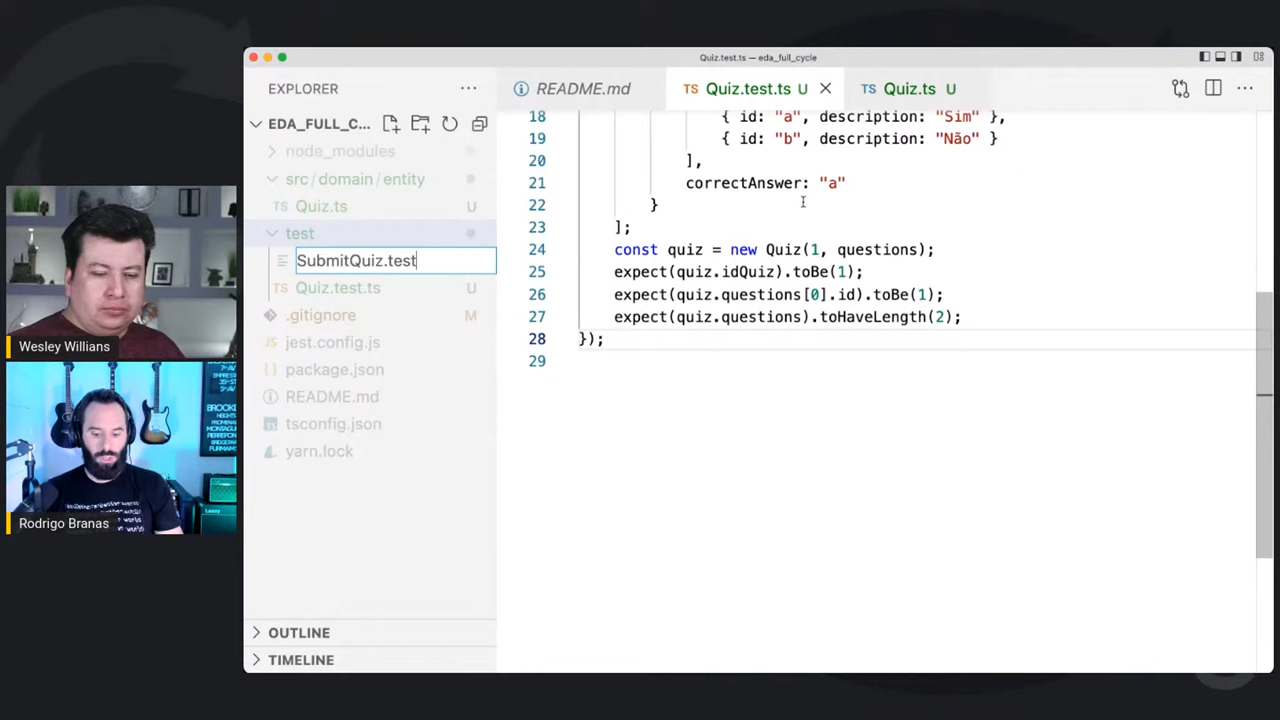 Quiz.test.ts — eda_full_cycle
EXPLORER
README.md
Quiz.test.ts U
Quiz.ts U
EDA_FULL_C...
node_modules
src/domain/entity
Quiz.ts U
test
SubmitQuiz.test
Quiz.test.ts U
.gitignore M
jest.config.js
package.json
README.md
tsconfig.json
yarn.lock
OUTLINE
TIMELINE
18 { id: "a", description: "Sim" },
19 { id: "b", description: "Não" }
20 ],
21 correctAnswer: "a"
22 }
23 ];
24 const quiz = new Quiz(1, questions);
25 expect(quiz.idQuiz).toBe(1);
26 expect(quiz.questions[0].id).toBe(1);
27 expect(quiz.questions).toHaveLength(2);
28 });
29
Wesley Willians
BROOKL
HEIGHTS
Rodrigo Branas